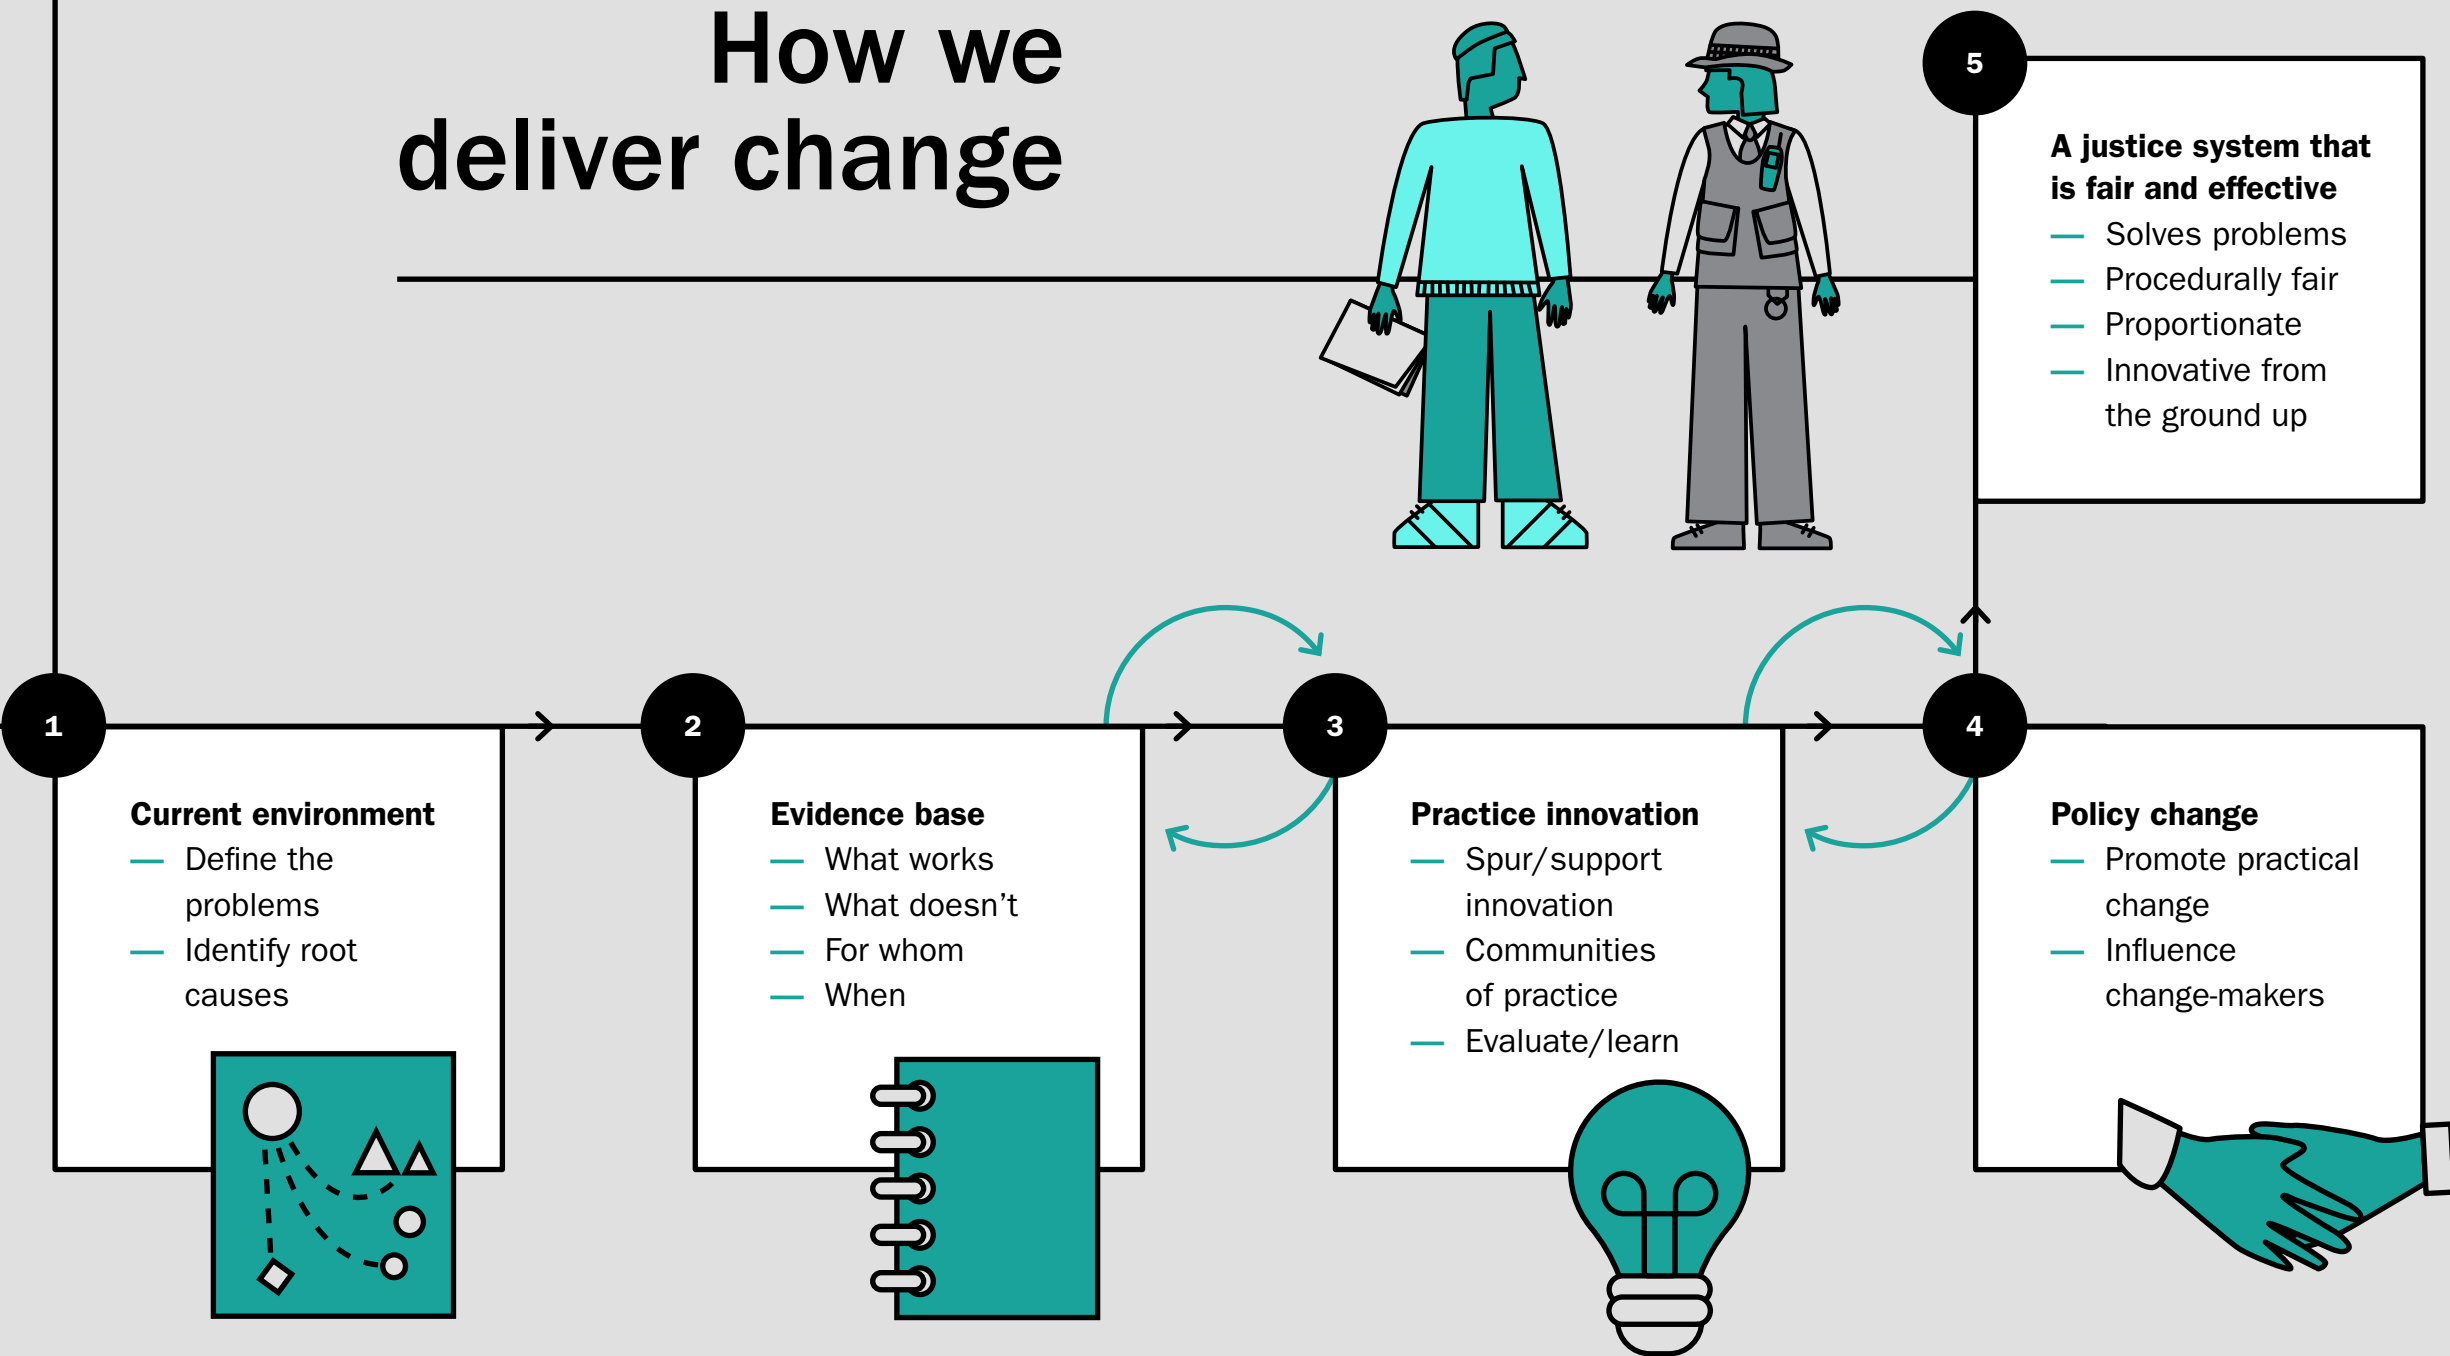 How we
deliver change
1
Current environment
— Define the
problems
— Identify root
causes
2
Evidence base
— What works
— What doesn’t
— For whom
— When
3
Practice innovation
— Spur/support
innovation
— Communities
of practice
— Evaluate/learn
4
Policy change
— Promote practical
change
— Influence
change-makers
5
A justice system that
is fair and effective
— Solves problems
— Procedurally fair
— Proportionate
— Innovative from
the ground up